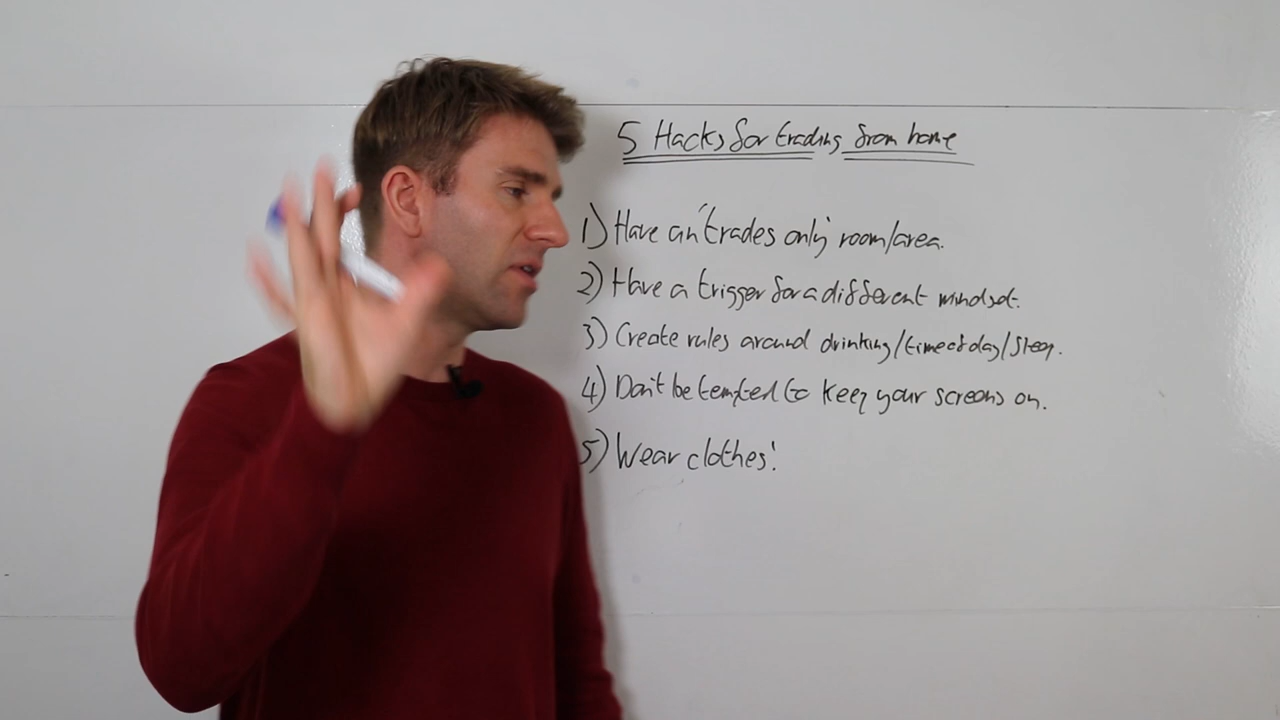 5 Hacks for trading from home
1) Have an 'trades only' room/area.
2) Have a trigger for a different mindset.
3) Create rules around drinking/time of day/sleep.
4) Don't be tempted to keep your screens on.
5) Wear clothes!